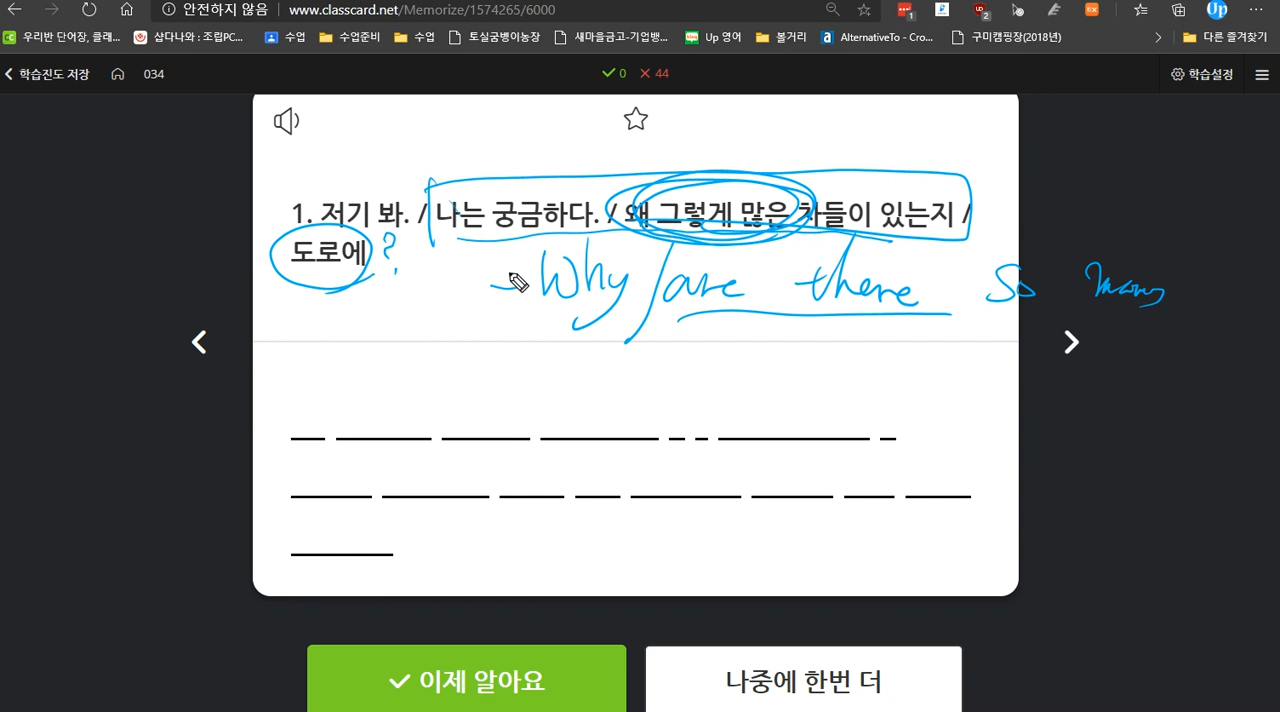 안전하지 않음 www.classcard.net/Memorize/1574265/6000 1 2 Up ...
우리반 단어장, 클래... 샵다나와 : 조립PC... 수업 수업준비 수업 토실굼벵이농장 새마을금고-기업뱅... Up 영어 볼거리 AlternativeTo - Cro... 구미캠핑장(2018년) 다른 즐겨찾기
학습진도 저장 034 0 44 학습설정
1. 저기 봐. / 나는 궁금하다. / 왜 그렇게 많은 차들이 있는지 /
도로에 ?
Why / are there so many
이제 알아요 나중에 한번 더